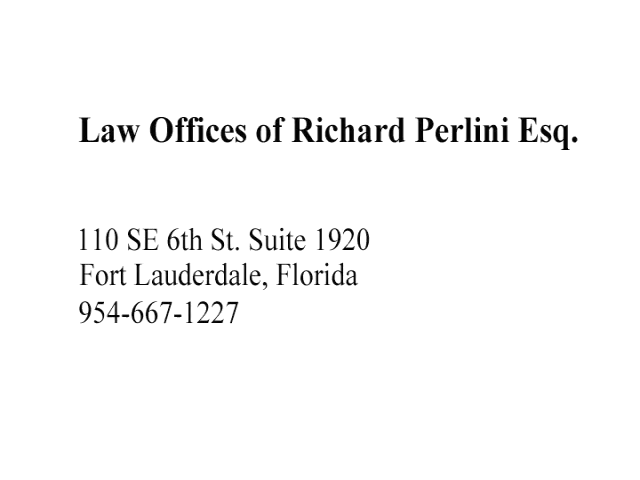 Law Offices of Richard Perlini Esq.
110 SE 6th St. Suite 1920
Fort Lauderdale, Florida
954-667-1227